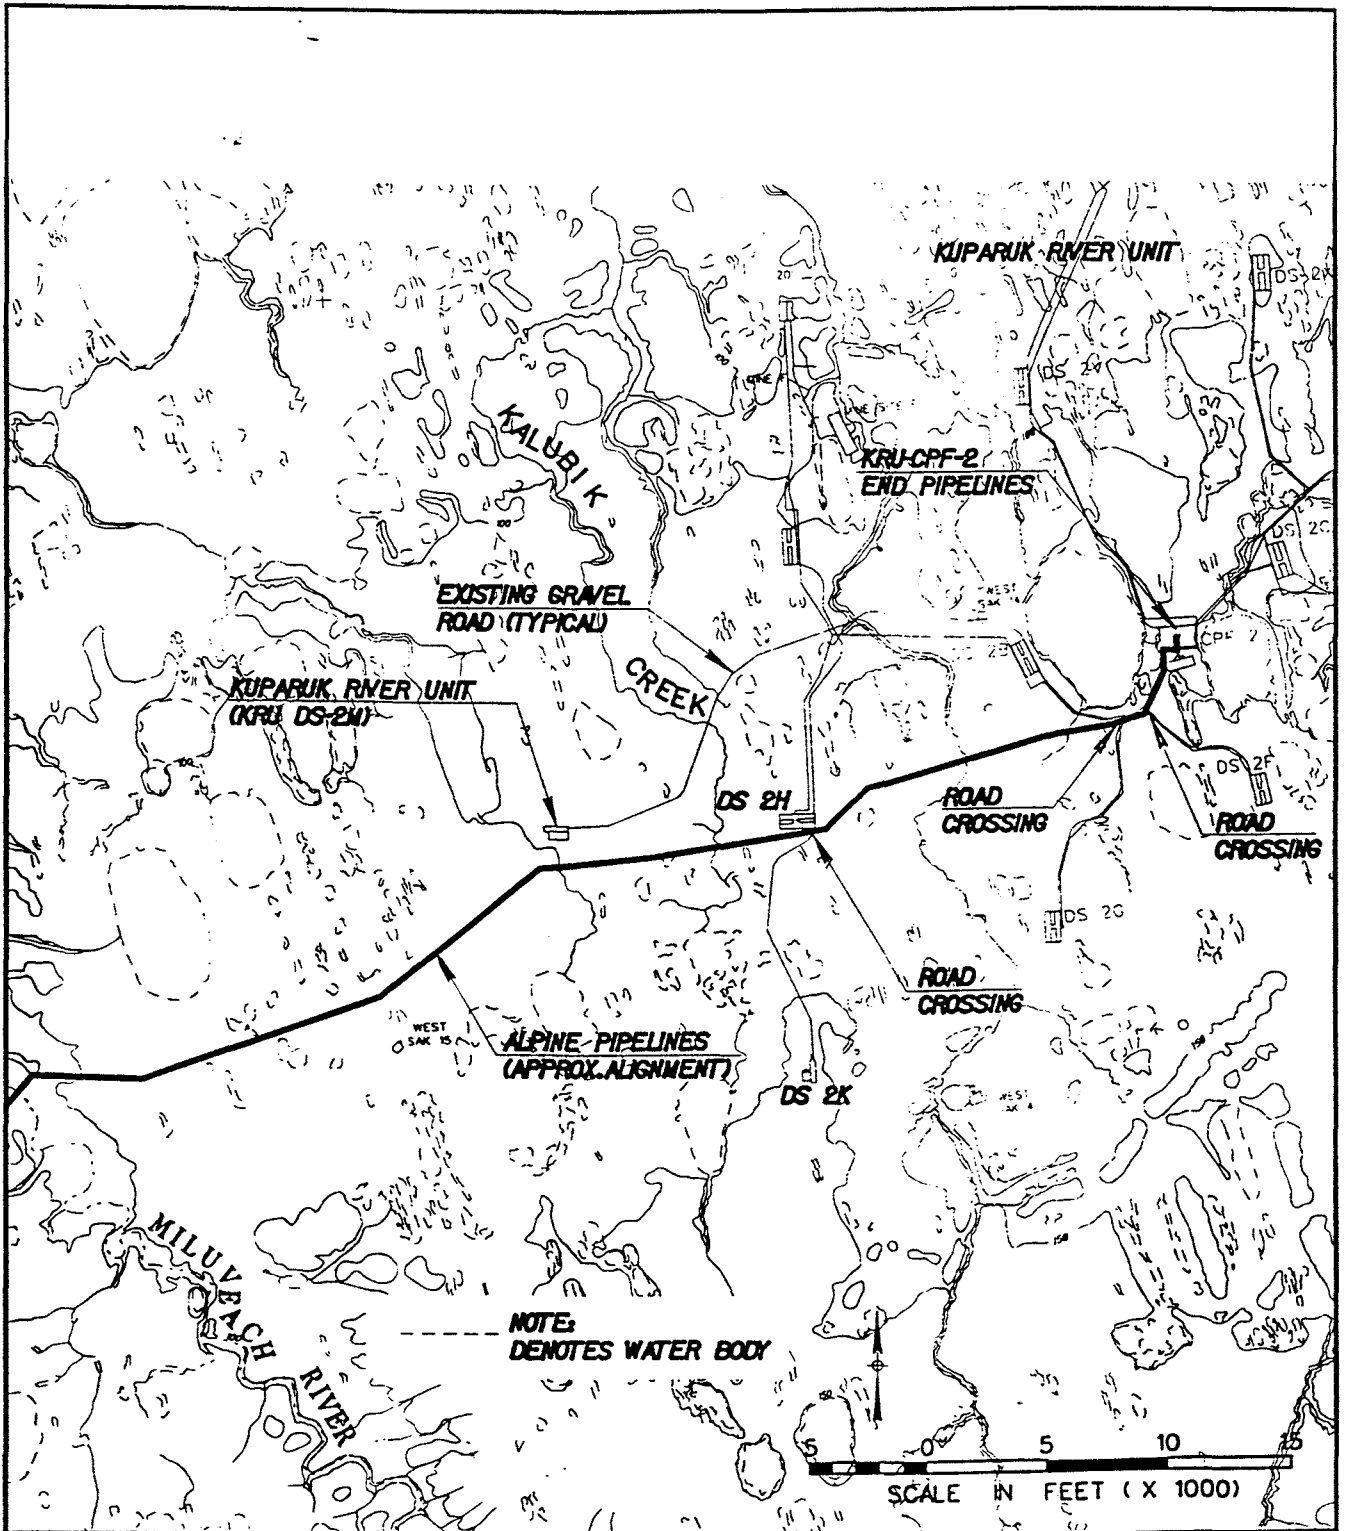 KUPARUK RIVER UNIT
DS 2V
KALUBIK
KRU-CPF-2
END PIPELINES
DS 2C
EXISTING GRAVEL
ROAD (TYPICAL)
WEST
SAK
CREEK
CPF 2
KUPARUK RIVER UNIT
(KRU DS-2M)
DS 2F
DS 2H
ROAD
CROSSING
ROAD
CROSSING
DS 2G
ROAD
CROSSING
WEST
SAK 15
ALPINE PIPELINES
(APPROX. ALIGNMENT)
DS 2K
WEST
SAK 4
150
MILUVEACH RIVER
NOTE:
DENOTES WATER BODY
5 0 5 10 15
SCALE IN FEET (X 1000)